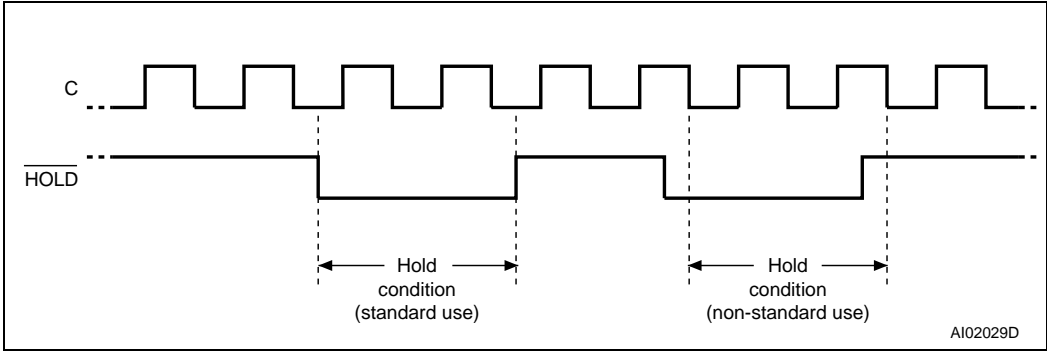 C
HOLD
Hold
condition
(standard use)
Hold
condition
(non-standard use)
AI02029D